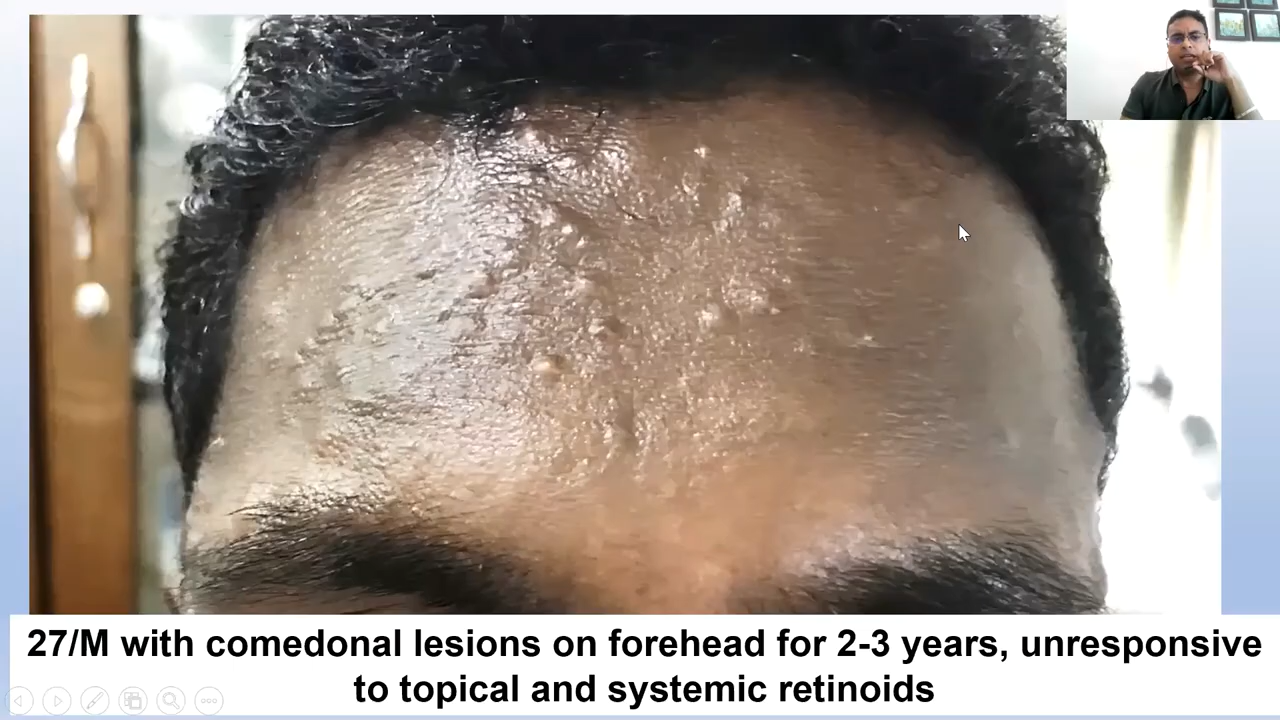 27/M with comedonal lesions on forehead for 2-3 years, unresponsive
to topical and systemic retinoids